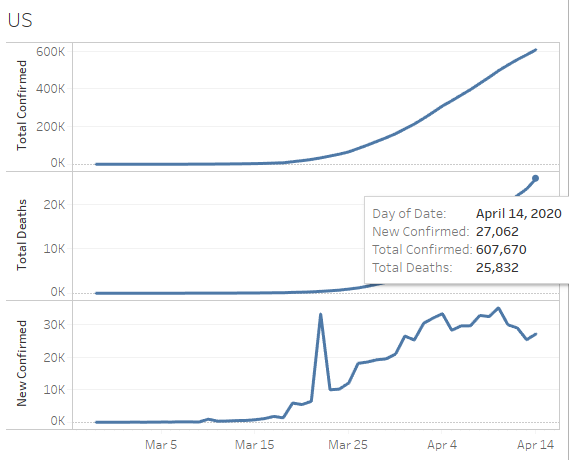 US
600K
400K
200K
0K
Total Confirmed
20K
10K
0K
Total Deaths
Day of Date: April 14, 2020
New Confirmed: 27,062
Total Confirmed: 607,670
Total Deaths: 25,832
30K
20K
10K
0K
New Confirmed
Mar 5 Mar 15 Mar 25 Apr 4 Apr 14